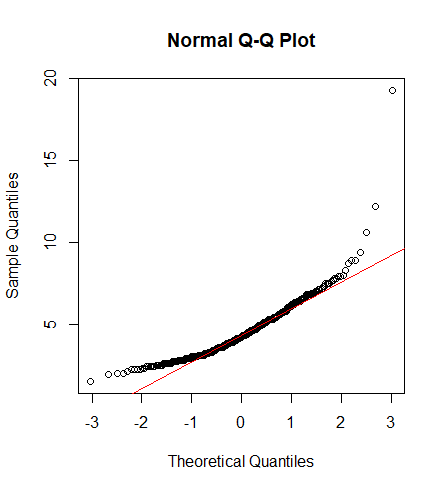 Normal Q-Q Plot
20
15
10
5
Sample Quantiles
-3 -2 -1 0 1 2 3
Theoretical Quantiles